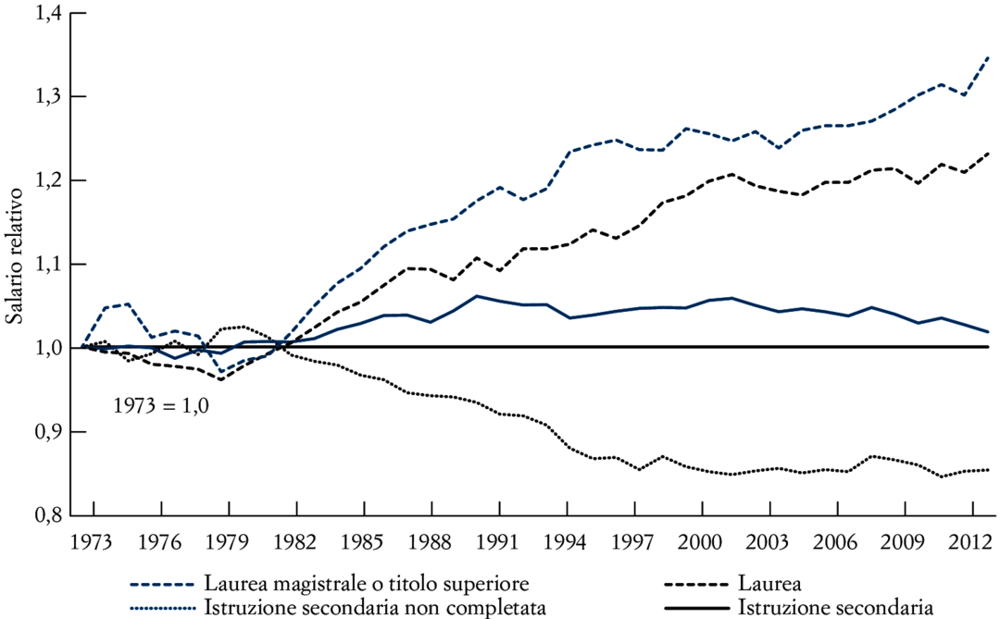 1,4
1,3
1,2
1,1
1,0
0,9
0,8
Salario relativo
1973 = 1,0
1973 1976 1979 1982 1985 1988 1991 1994 1997 2000 2003 2006 2009 2012
Laurea magistrale o titolo superiore Laurea
Istruzione secondaria non completata Istruzione secondaria